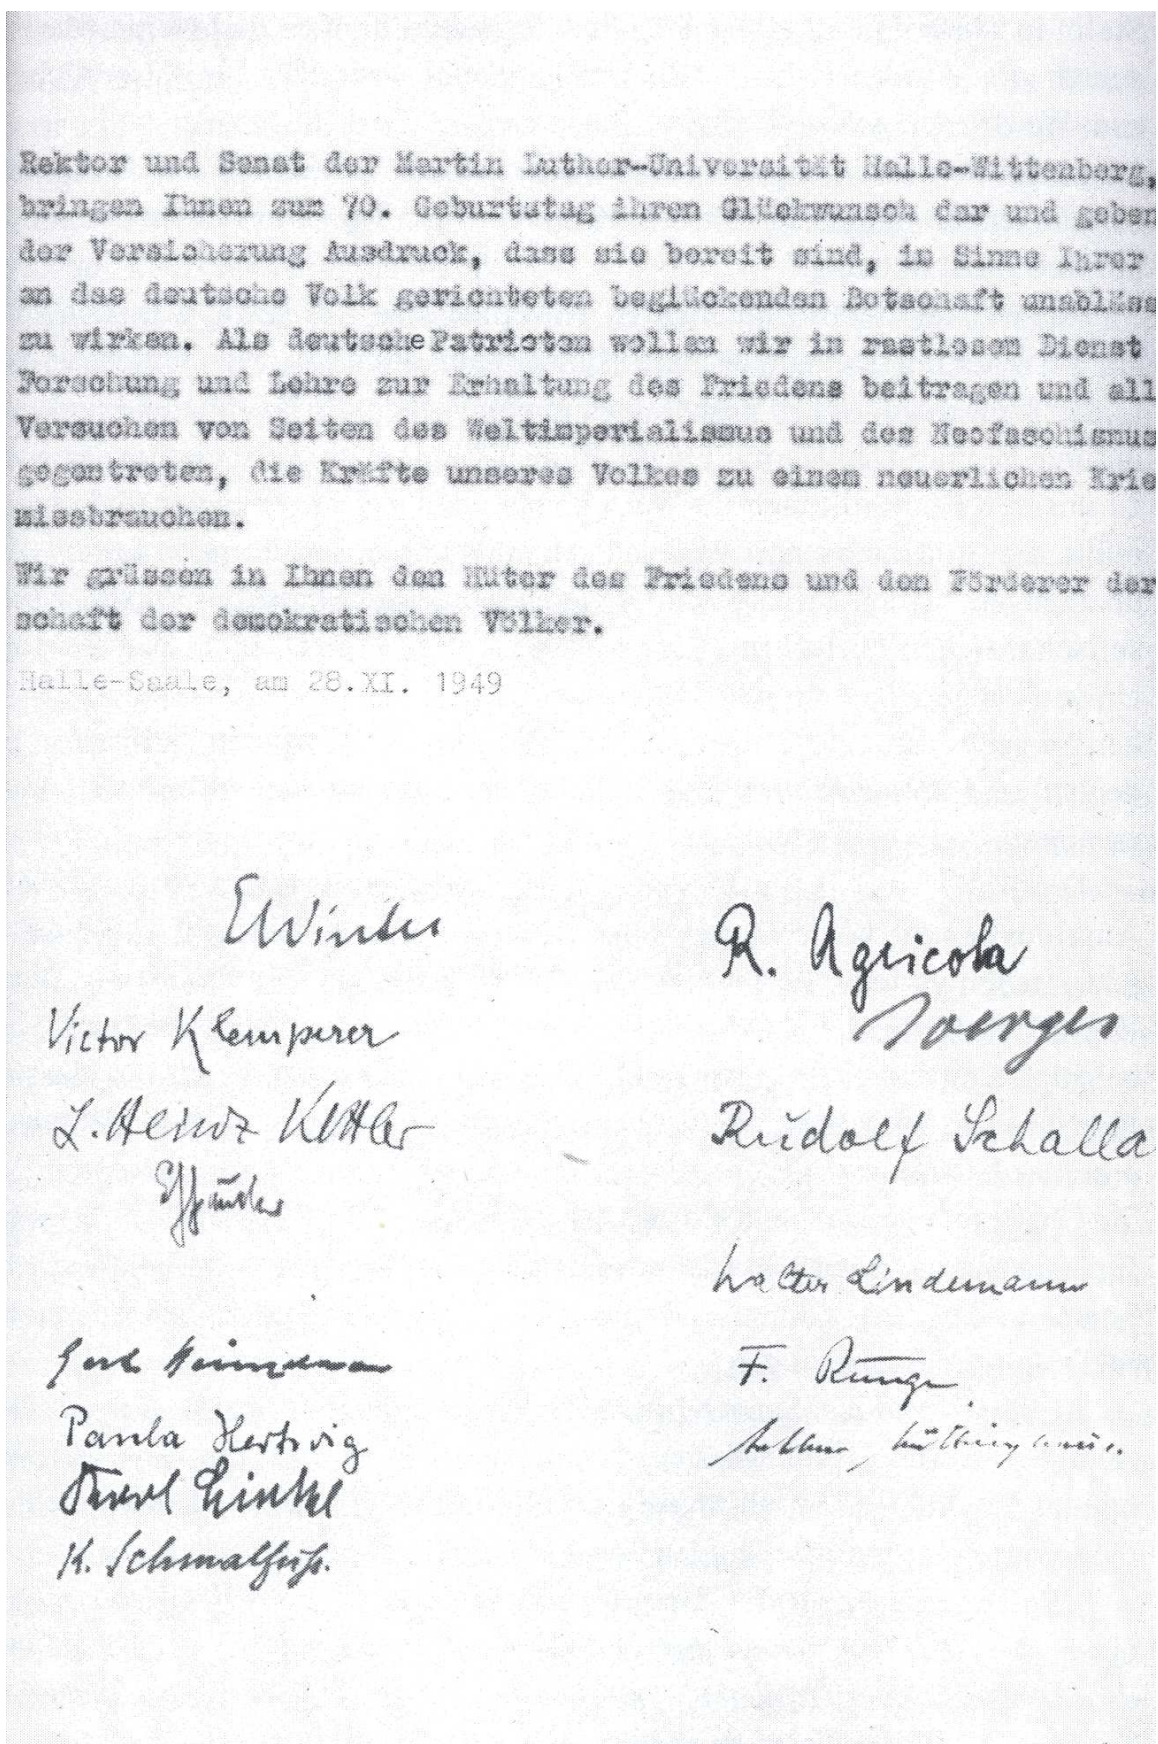 Rektor und Senat der Martin Luther-Universität Halle-Wittenberg,
bringen Ihnen zum 70. Geburtstag ihren Glückwunsch dar und geben
der Versicherung Ausdruck, dass sie bereit sind, im Sinne Ihrer
an das deutsche Volk gerichteten beglückenden Botschaft unabläss
zu wirken. Als deutsche Patrioten wollen wir in rastlosem Dienst
Forschung und Lehre zur Erhaltung des Friedens beitragen und all
Versuchen von Seiten des Weltimperialismus und des Neofaschismus
gegentreten, die Kräfte unseres Volkes zu einem neuerlichen Krie
missbrauchen.
Wir grüssen in Ihnen den Hüter des Friedens und den Förderer der
schaft der demokratischen Völker.
Halle-Saale, am 28.XI. 1949
EWinter
R. Agricola
Victor Klemperer
L. Heinz Kettler
Rudolf Schalla
Walter Lindemann
F. Runge
Paula Hertwig
K. Schmalfuß.